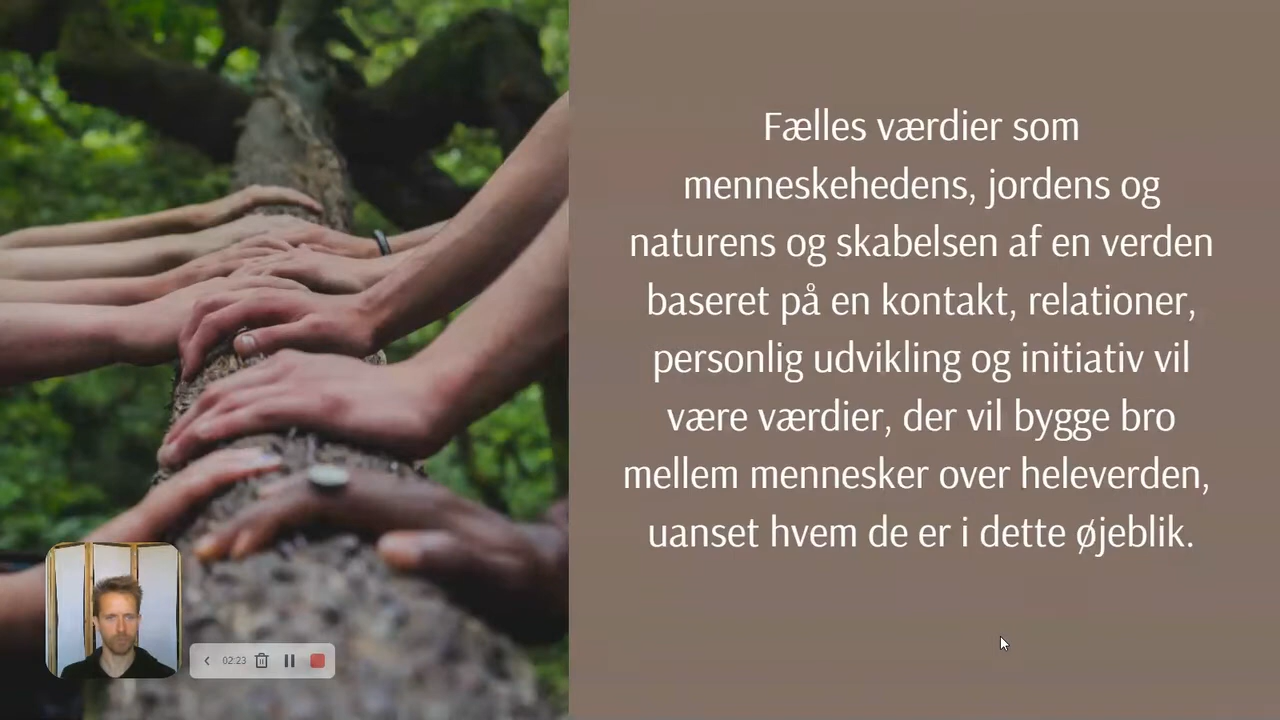 Fælles værdier som
menneskehedens, jordens og
naturens og skabelsen af en verden
baseret på en kontakt, relationer,
personlig udvikling og initiativ vil
være værdier, der vil bygge bro
mellem mennesker over heleverden,
uanset hvem de er i dette øjeblik.
02:23